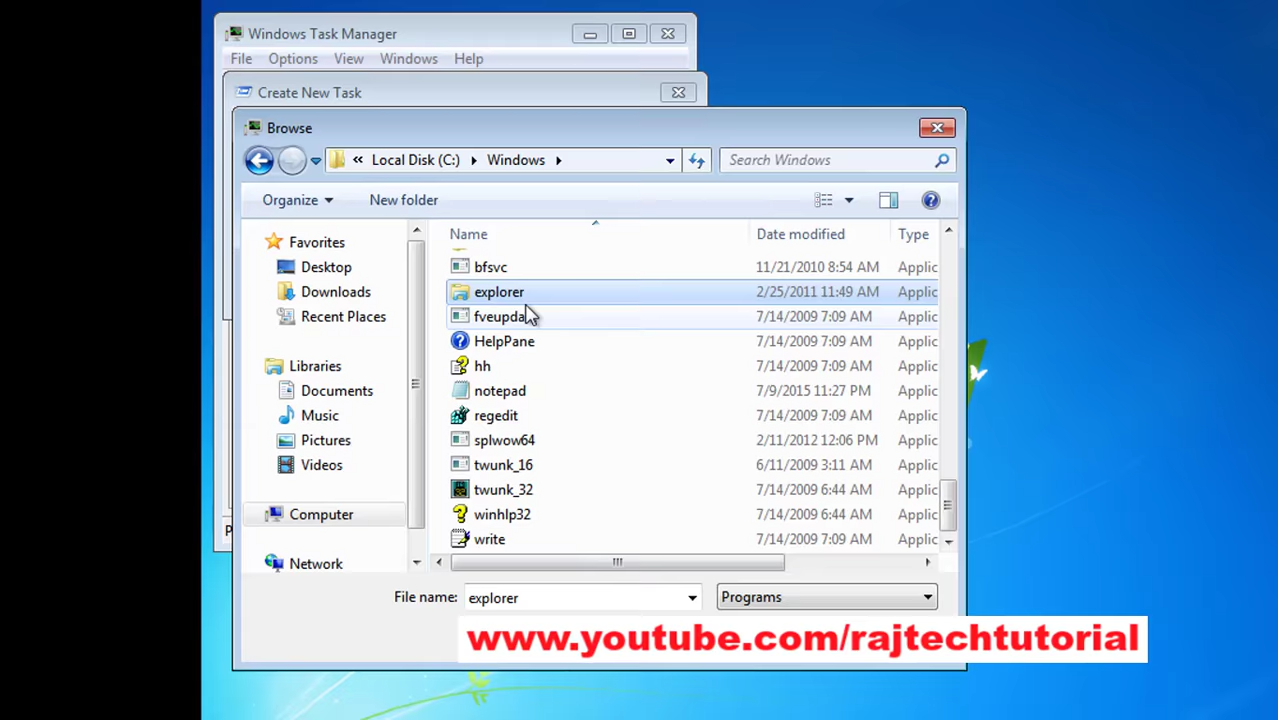 Windows Task Manager
File Options View Windows Help
Create New Task
Browse
« Local Disk (C:) Windows Search Windows
Organize New folder
Name Date modified Type
Favorites
Desktop
Downloads
Recent Places
Libraries
Documents
Music
Pictures
Videos
Computer
Network
bfsvc 11/21/2010 8:54 AM Applic
explorer 2/25/2011 11:49 AM Applic
7/14/2009 7:09 AM Applic
HelpPane 7/14/2009 7:09 AM Applic
hh 7/14/2009 7:09 AM Applic
notepad 7/9/2015 11:27 PM Applic
regedit 7/14/2009 7:09 AM Applic
splwow64 2/11/2012 12:06 PM Applic
twunk_16 6/11/2009 3:11 AM Applic
twunk_32 7/14/2009 6:44 AM Applic
winhlp32 7/14/2009 6:44 AM Applic
write 7/14/2009 7:09 AM Applic
File name: explorer Programs
www.youtube.com/rajtechtutorial